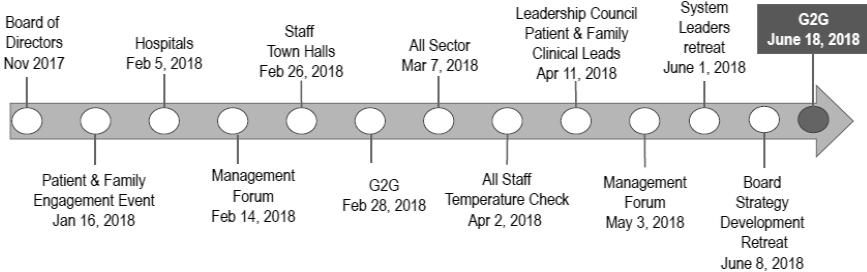 Board of
Directors
Nov 2017
Patient & Family
Engagement Event
Jan 16, 2018
Hospitals
Feb 5, 2018
Management
Forum
Feb 14, 2018
Staff
Town Halls
Feb 26, 2018
G2G
Feb 28, 2018
All Sector
Mar 7, 2018
All Staff
Temperature Check
Apr 2, 2018
Leadership Council
Patient & Family
Clinical Leads
Apr 11, 2018
Management
Forum
May 3, 2018
System
Leaders
retreat
June 1, 2018
Board
Strategy
Development
Retreat
June 8, 2018
G2G
June 18, 2018